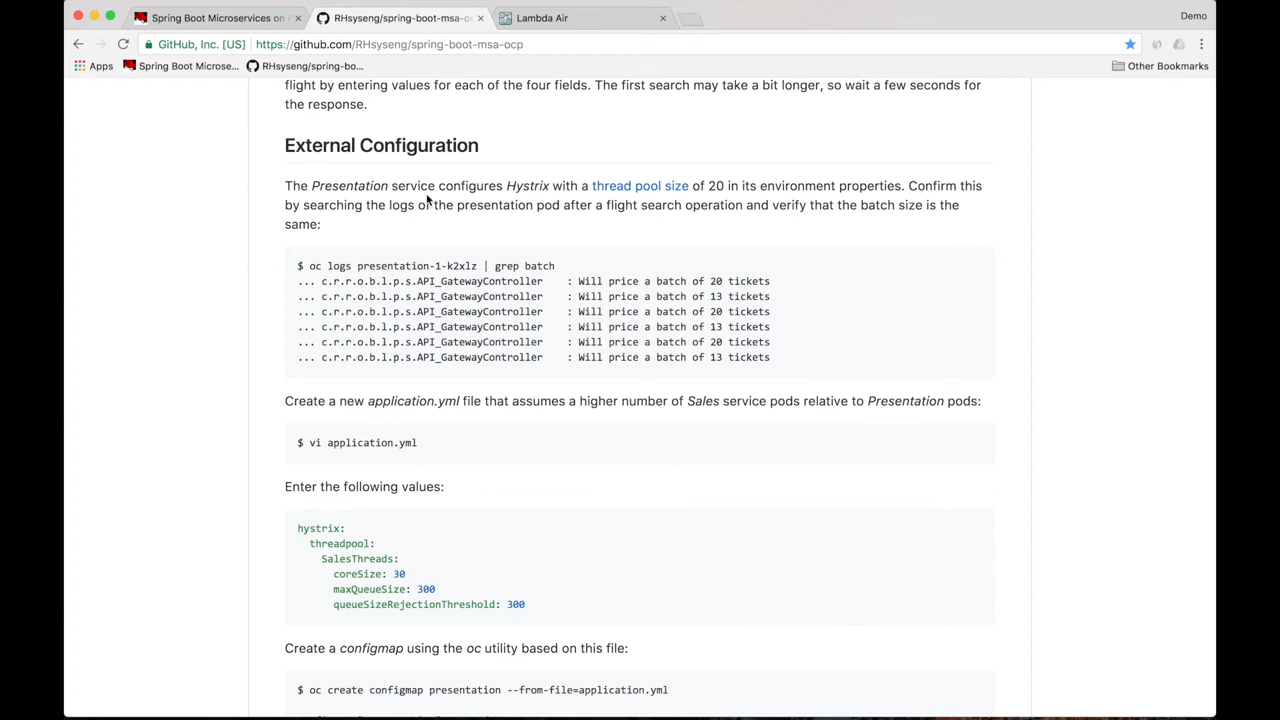 Spring Boot Microservices on
RHsyseng/spring-boot-msa-oc
Lambda Air
Demo
GitHub, Inc. [US]
https://github.com/RHsyseng/spring-boot-msa-ocp
Apps
Spring Boot Microse...
RHsyseng/spring-bo...
Other Bookmarks
flight by entering values for each of the four fields. The first search may take a bit longer, so wait a few seconds for
the response.
External Configuration
The Presentation service configures Hystrix with a thread pool size of 20 in its environment properties. Confirm this
by searching the logs of the presentation pod after a flight search operation and verify that the batch size is the
same:
$ oc logs presentation-1-k2xlz | grep batch
... c.r.r.o.b.l.p.s.API_GatewayController : Will price a batch of 20 tickets
... c.r.r.o.b.l.p.s.API_GatewayController : Will price a batch of 13 tickets
... c.r.r.o.b.l.p.s.API_GatewayController : Will price a batch of 20 tickets
... c.r.r.o.b.l.p.s.API_GatewayController : Will price a batch of 13 tickets
... c.r.r.o.b.l.p.s.API_GatewayController : Will price a batch of 20 tickets
... c.r.r.o.b.l.p.s.API_GatewayController : Will price a batch of 13 tickets
Create a new application.yml file that assumes a higher number of Sales service pods relative to Presentation pods:
$ vi application.yml
Enter the following values:
hystrix:
threadpool:
SalesThreads:
coreSize: 30
maxQueueSize: 300
queueSizeRejectionThreshold: 300
Create a configmap using the oc utility based on this file:
$ oc create configmap presentation --from-file=application.yml